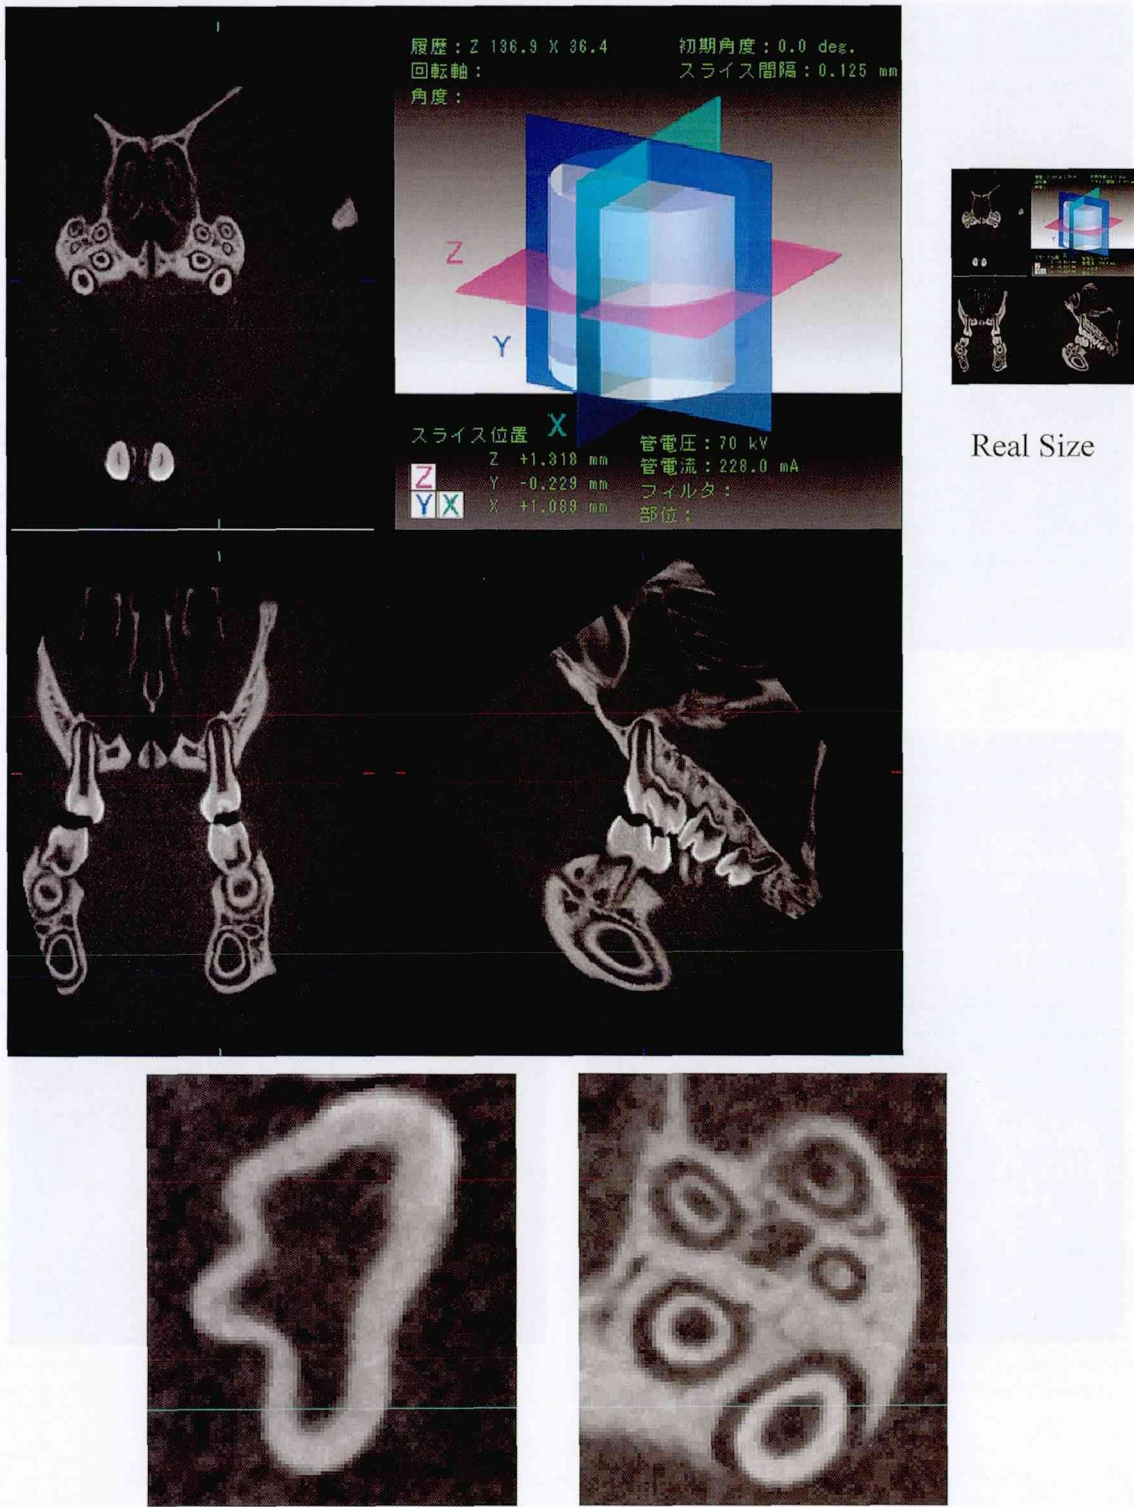 履歴：Z 136.9 X 36.4
回転軸：
角度：
初期角度：0.0 deg.
スライス間隔：0.125 mm
Z
Y
X
スライス位置
Z +1.318 mm
Y -0.229 mm
X +1.089 mm
Z
Y X
管電圧：70 kV
管電流：228.0 mA
フィルタ：
部位：
Real Size